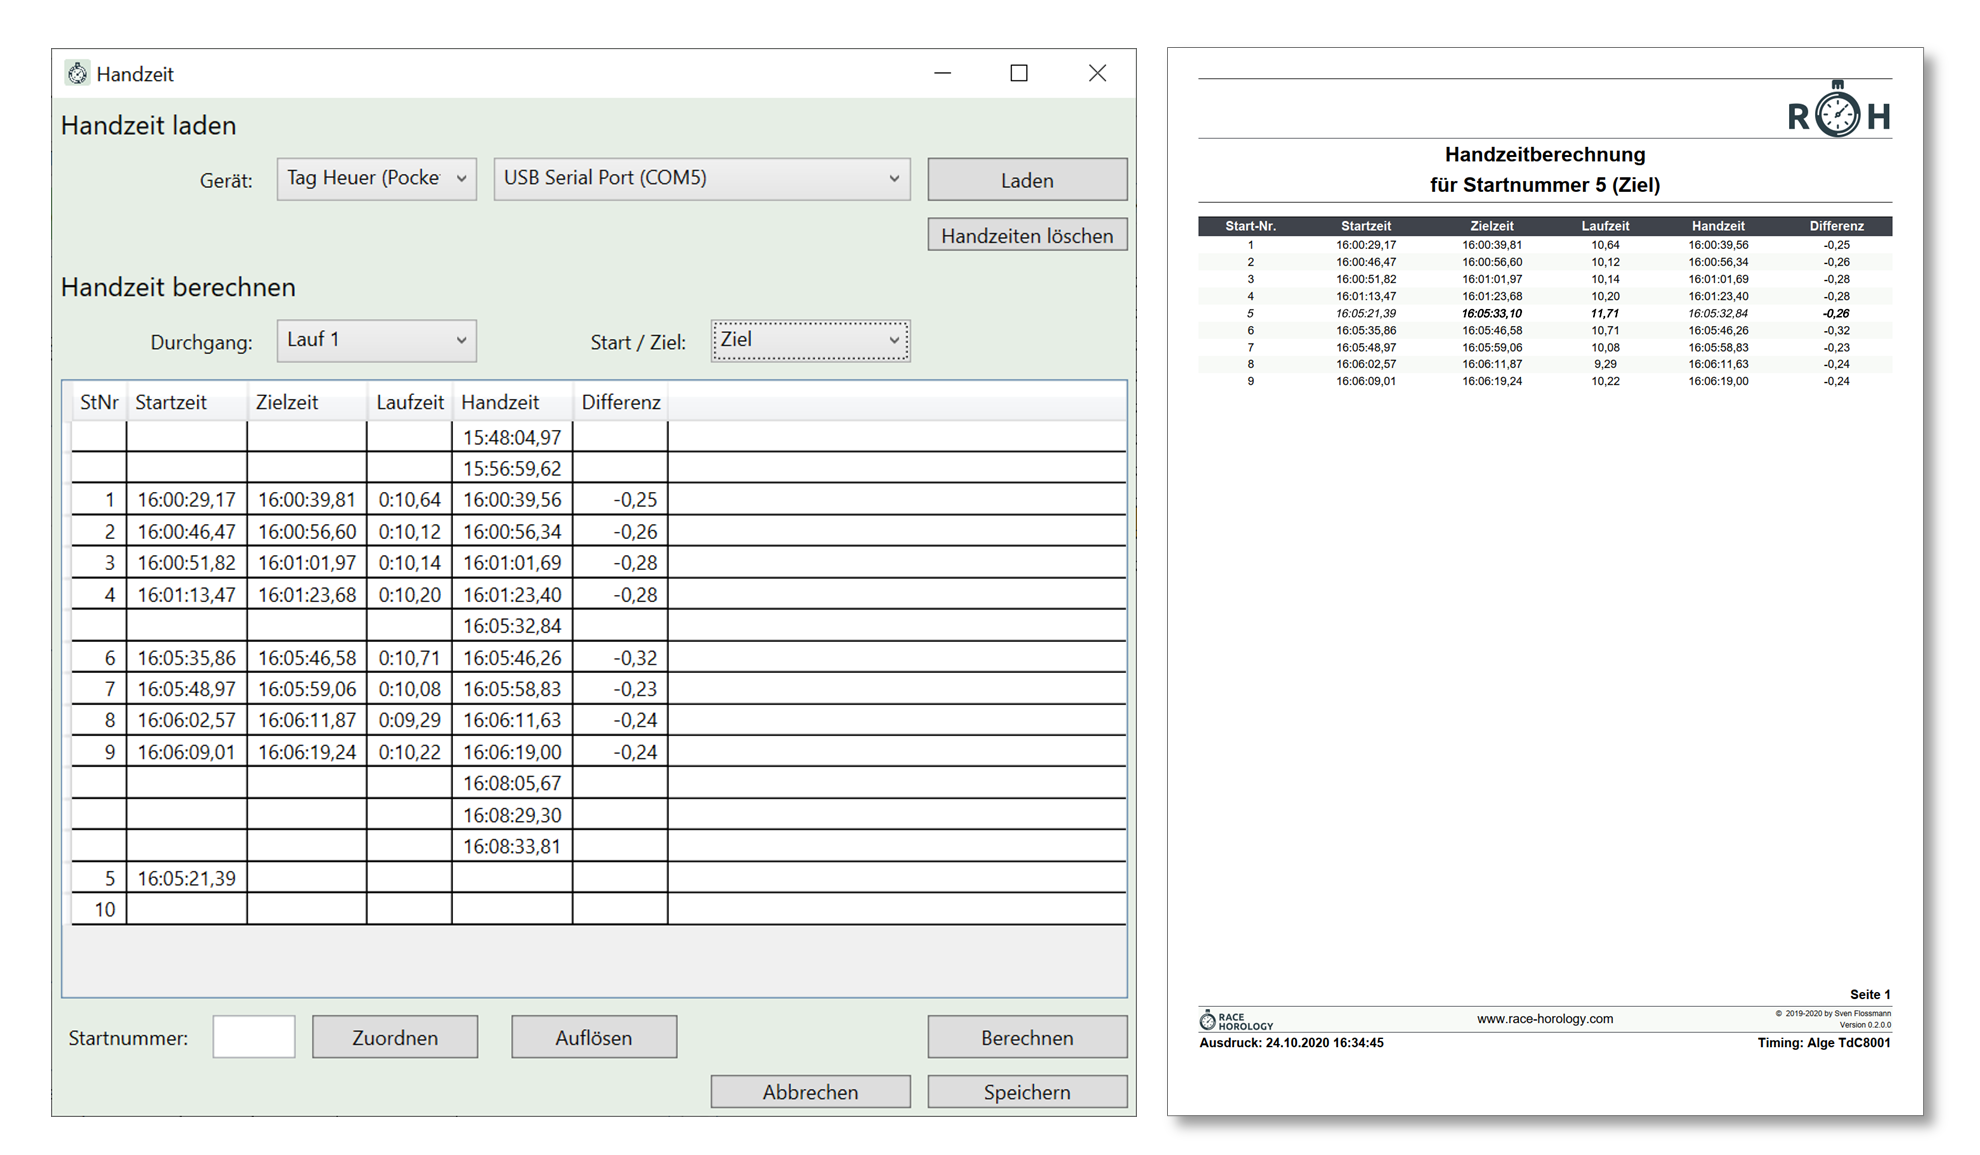 Handzeit
Handzeit laden
Gerät: Tag Heuer (Pocke USB Serial Port (COM5) Laden
Handzeiten löschen
Handzeit berechnen
Durchgang: Lauf 1 Start / Ziel: Ziel
StNr Startzeit Zielzeit Laufzeit Handzeit Differenz
15:48:04,97
15:56:59,62
1 16:00:29,17 16:00:39,81 0:10,64 16:00:39,56 -0,25
2 16:00:46,47 16:00:56,60 0:10,12 16:00:56,34 -0,26
3 16:00:51,82 16:01:01,97 0:10,14 16:01:01,69 -0,28
4 16:01:13,47 16:01:23,68 0:10,20 16:01:23,40 -0,28
16:05:32,84
6 16:05:35,86 16:05:46,58 0:10,71 16:05:46,26 -0,32
7 16:05:48,97 16:05:59,06 0:10,08 16:05:58,83 -0,23
8 16:06:02,57 16:06:11,87 0:09,29 16:06:11,63 -0,24
9 16:06:09,01 16:06:19,24 0:10,22 16:06:19,00 -0,24
16:08:05,67
16:08:29,30
16:08:33,81
5 16:05:21,39
10
Startnummer: Zuordnen Auflösen Berechnen
Abbrechen Speichern
R H
Handzeitberechnung
für Startnummer 5 (Ziel)
Start-Nr. Startzeit Zielzeit Laufzeit Handzeit Differenz
1 16:00:29,17 16:00:39,81 10,64 16:00:39,56 -0,25
2 16:00:46,47 16:00:56,60 10,12 16:00:56,34 -0,26
3 16:00:51,82 16:01:01,97 10,14 16:01:01,69 -0,28
4 16:01:13,47 16:01:23,68 10,20 16:01:23,40 -0,28
5 16:05:21,39 16:05:33,10 11,71 16:05:32,84 -0,26
6 16:05:35,86 16:05:46,58 10,71 16:05:46,26 -0,32
7 16:05:48,97 16:05:59,06 10,08 16:05:58,83 -0,23
8 16:06:02,57 16:06:11,87 9,29 16:06:11,63 -0,24
9 16:06:09,01 16:06:19,24 10,22 16:06:19,00 -0,24
Seite 1
RACE
HOROLOGY
www.race-horology.com
© 2019-2020 by Sven Flossmann
Version 0.2.0.0
Ausdruck: 24.10.2020 16:34:45 Timing: Alge TdC8001